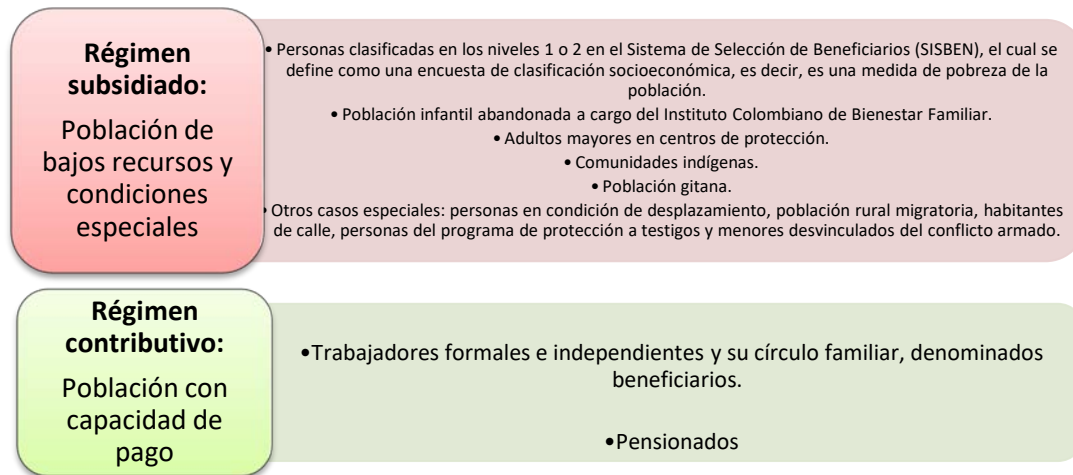 Régimen
subsidiado:
Población de
bajos recursos y
condiciones
especiales
• Personas clasificadas en los niveles 1 o 2 en el Sistema de Selección de Beneficiarios (SISBEN), el cual se
define como una encuesta de clasificación socioeconómica, es decir, es una medida de pobreza de la
población.
• Población infantil abandonada a cargo del Instituto Colombiano de Bienestar Familiar.
• Adultos mayores en centros de protección.
• Comunidades indígenas.
• Población gitana.
• Otros casos especiales: personas en condición de desplazamiento, población rural migratoria, habitantes
de calle, personas del programa de protección a testigos y menores desvinculados del conflicto armado.
Régimen
contributivo:
Población con
capacidad de
pago
•Trabajadores formales e independientes y su círculo familiar, denominados
beneficiarios.
•Pensionados